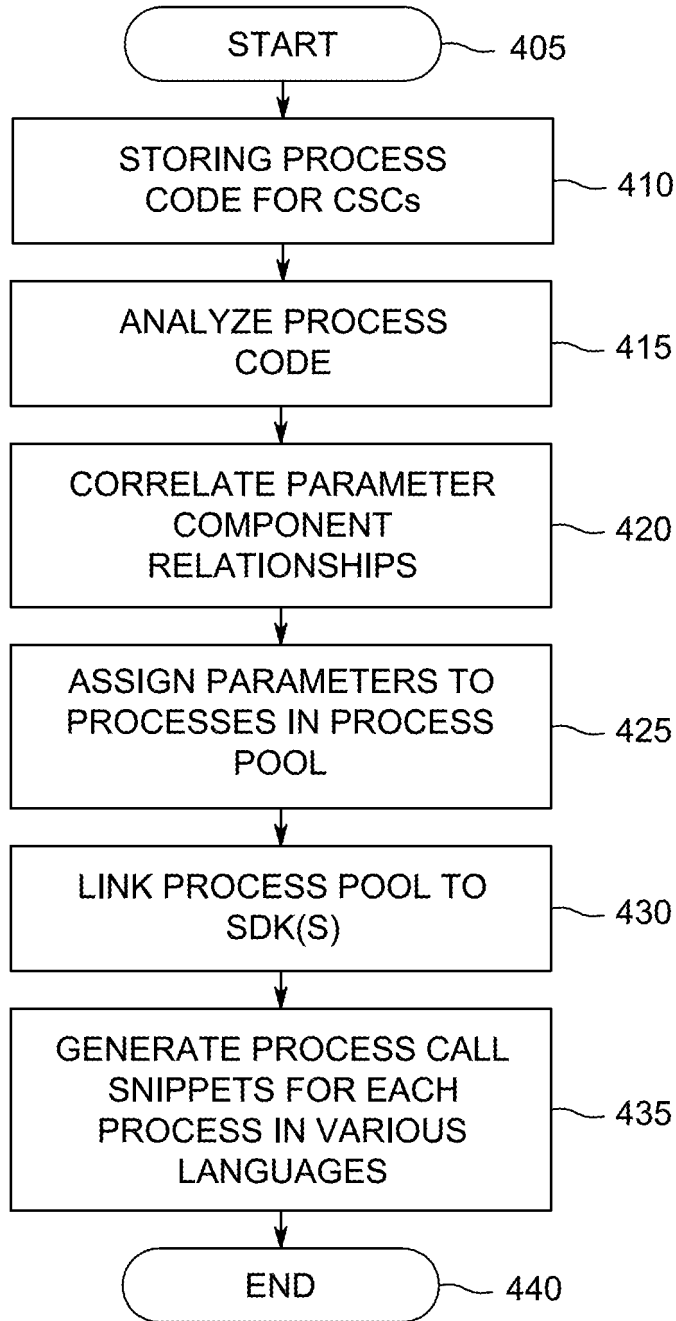 START
405
STORING PROCESS
CODE FOR CSCs
410
ANALYZE PROCESS
CODE
415
CORRELATE PARAMETER
COMPONENT
RELATIONSHIPS
420
ASSIGN PARAMETERS TO
PROCESSES IN PROCESS
POOL
425
LINK PROCESS POOL TO
SDK(S)
430
GENERATE PROCESS CALL
SNIPPETS FOR EACH
PROCESS IN VARIOUS
LANGUAGES
435
END
440